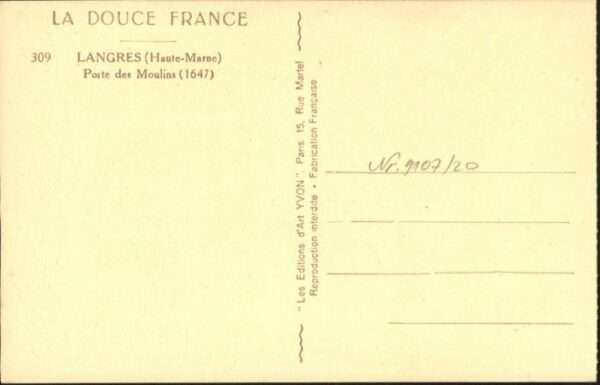 LA DOUCE FRANCE
309 LANGRES (Haute-Marne)
Porte des Moulins (1647)
"Les Editions d'Art YVON", Paris, 15, Rue Martel
Reproduction interdite - Fabrication Française
Nr. 9107/20